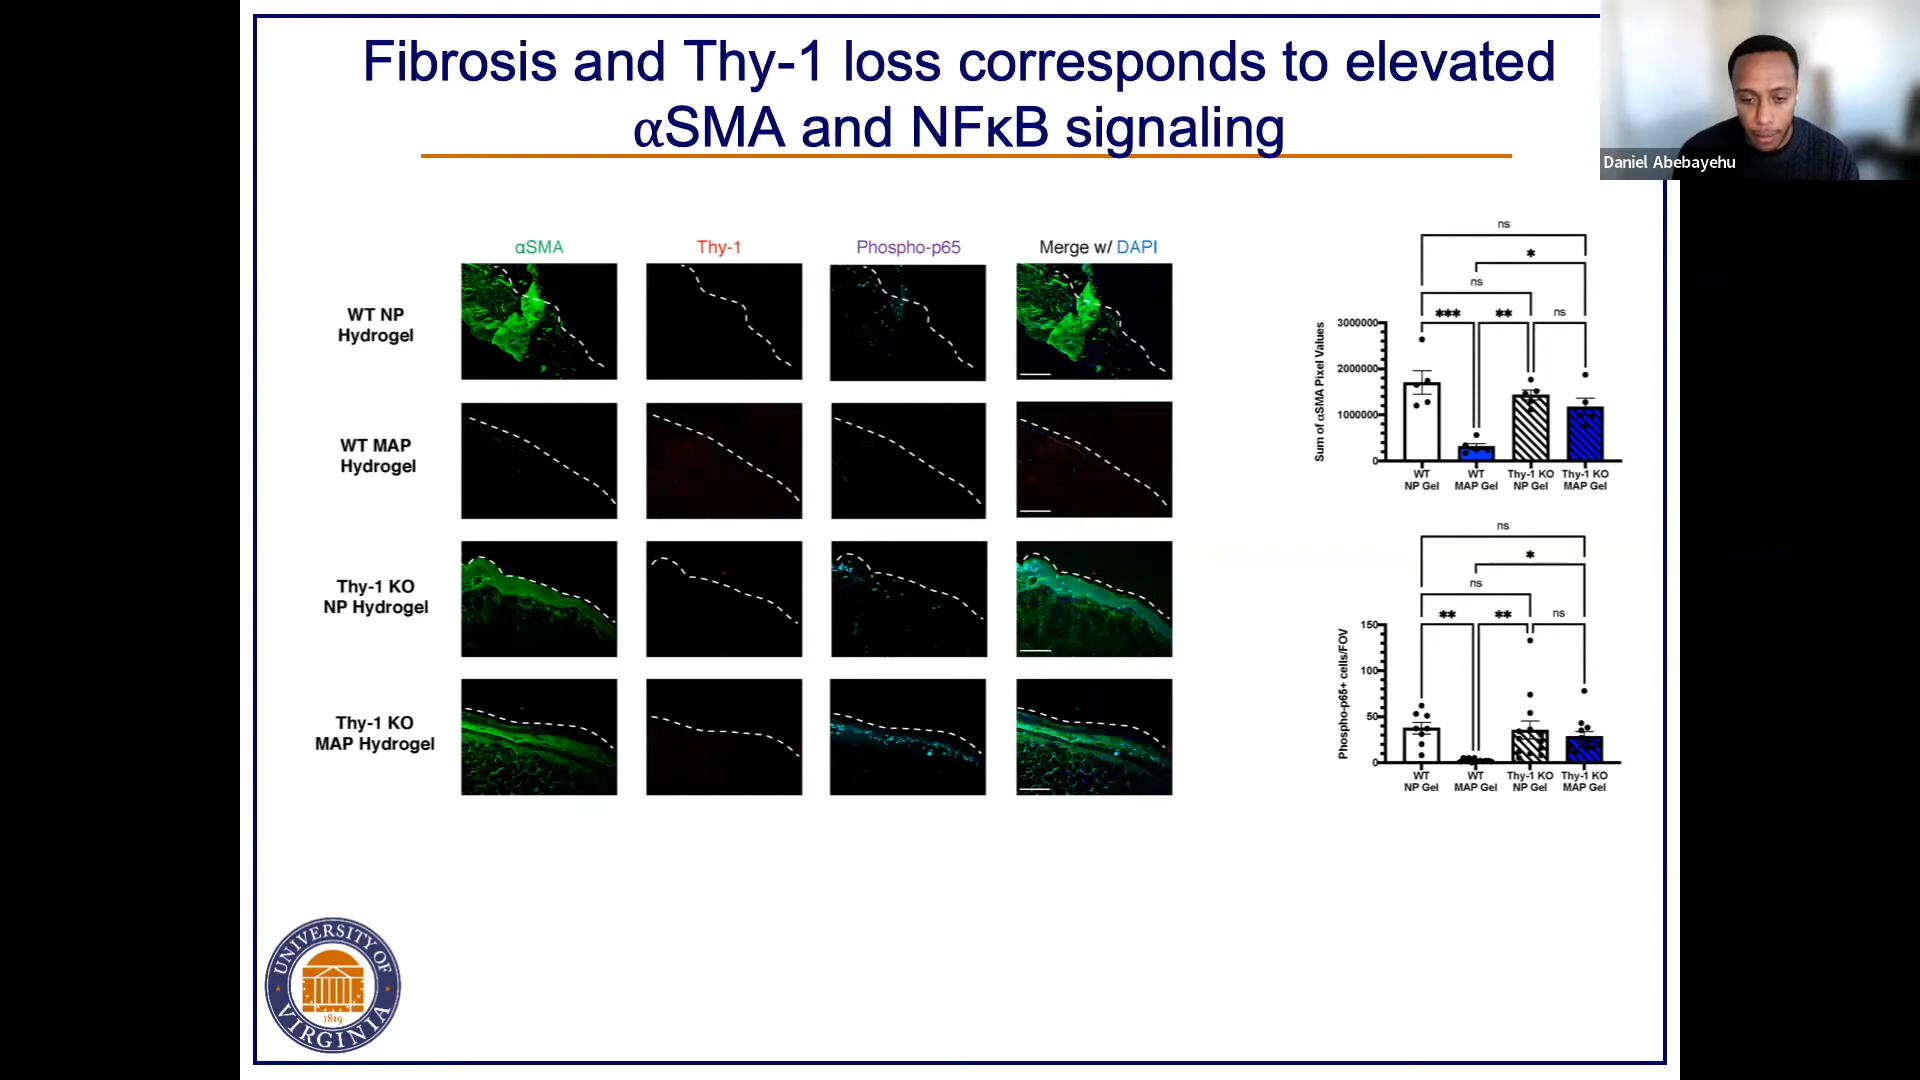 Fibrosis and Thy-1 loss corresponds to elevated
αSMA and NFκB signaling
Daniel Abebayehu
αSMA
Thy-1
Phospho-p65
Merge w/ DAPI
WT NP
Hydrogel
WT MAP
Hydrogel
Thy-1 KO
NP Hydrogel
Thy-1 KO
MAP Hydrogel
ns
*
ns
*** ** ns
Sum of αSMA Pixel Values
3000000
2000000
1000000
0
WT
NP Gel
WT
MAP Gel
Thy-1 KO
NP Gel
Thy-1 KO
MAP Gel
ns
*
ns
** ** ns
Phospho-p65+ cells/FOV
150
100
50
0
WT
NP Gel
WT
MAP Gel
Thy-1 KO
NP Gel
Thy-1 KO
MAP Gel
UNIVERSITY OF
VIRGINIA
1819